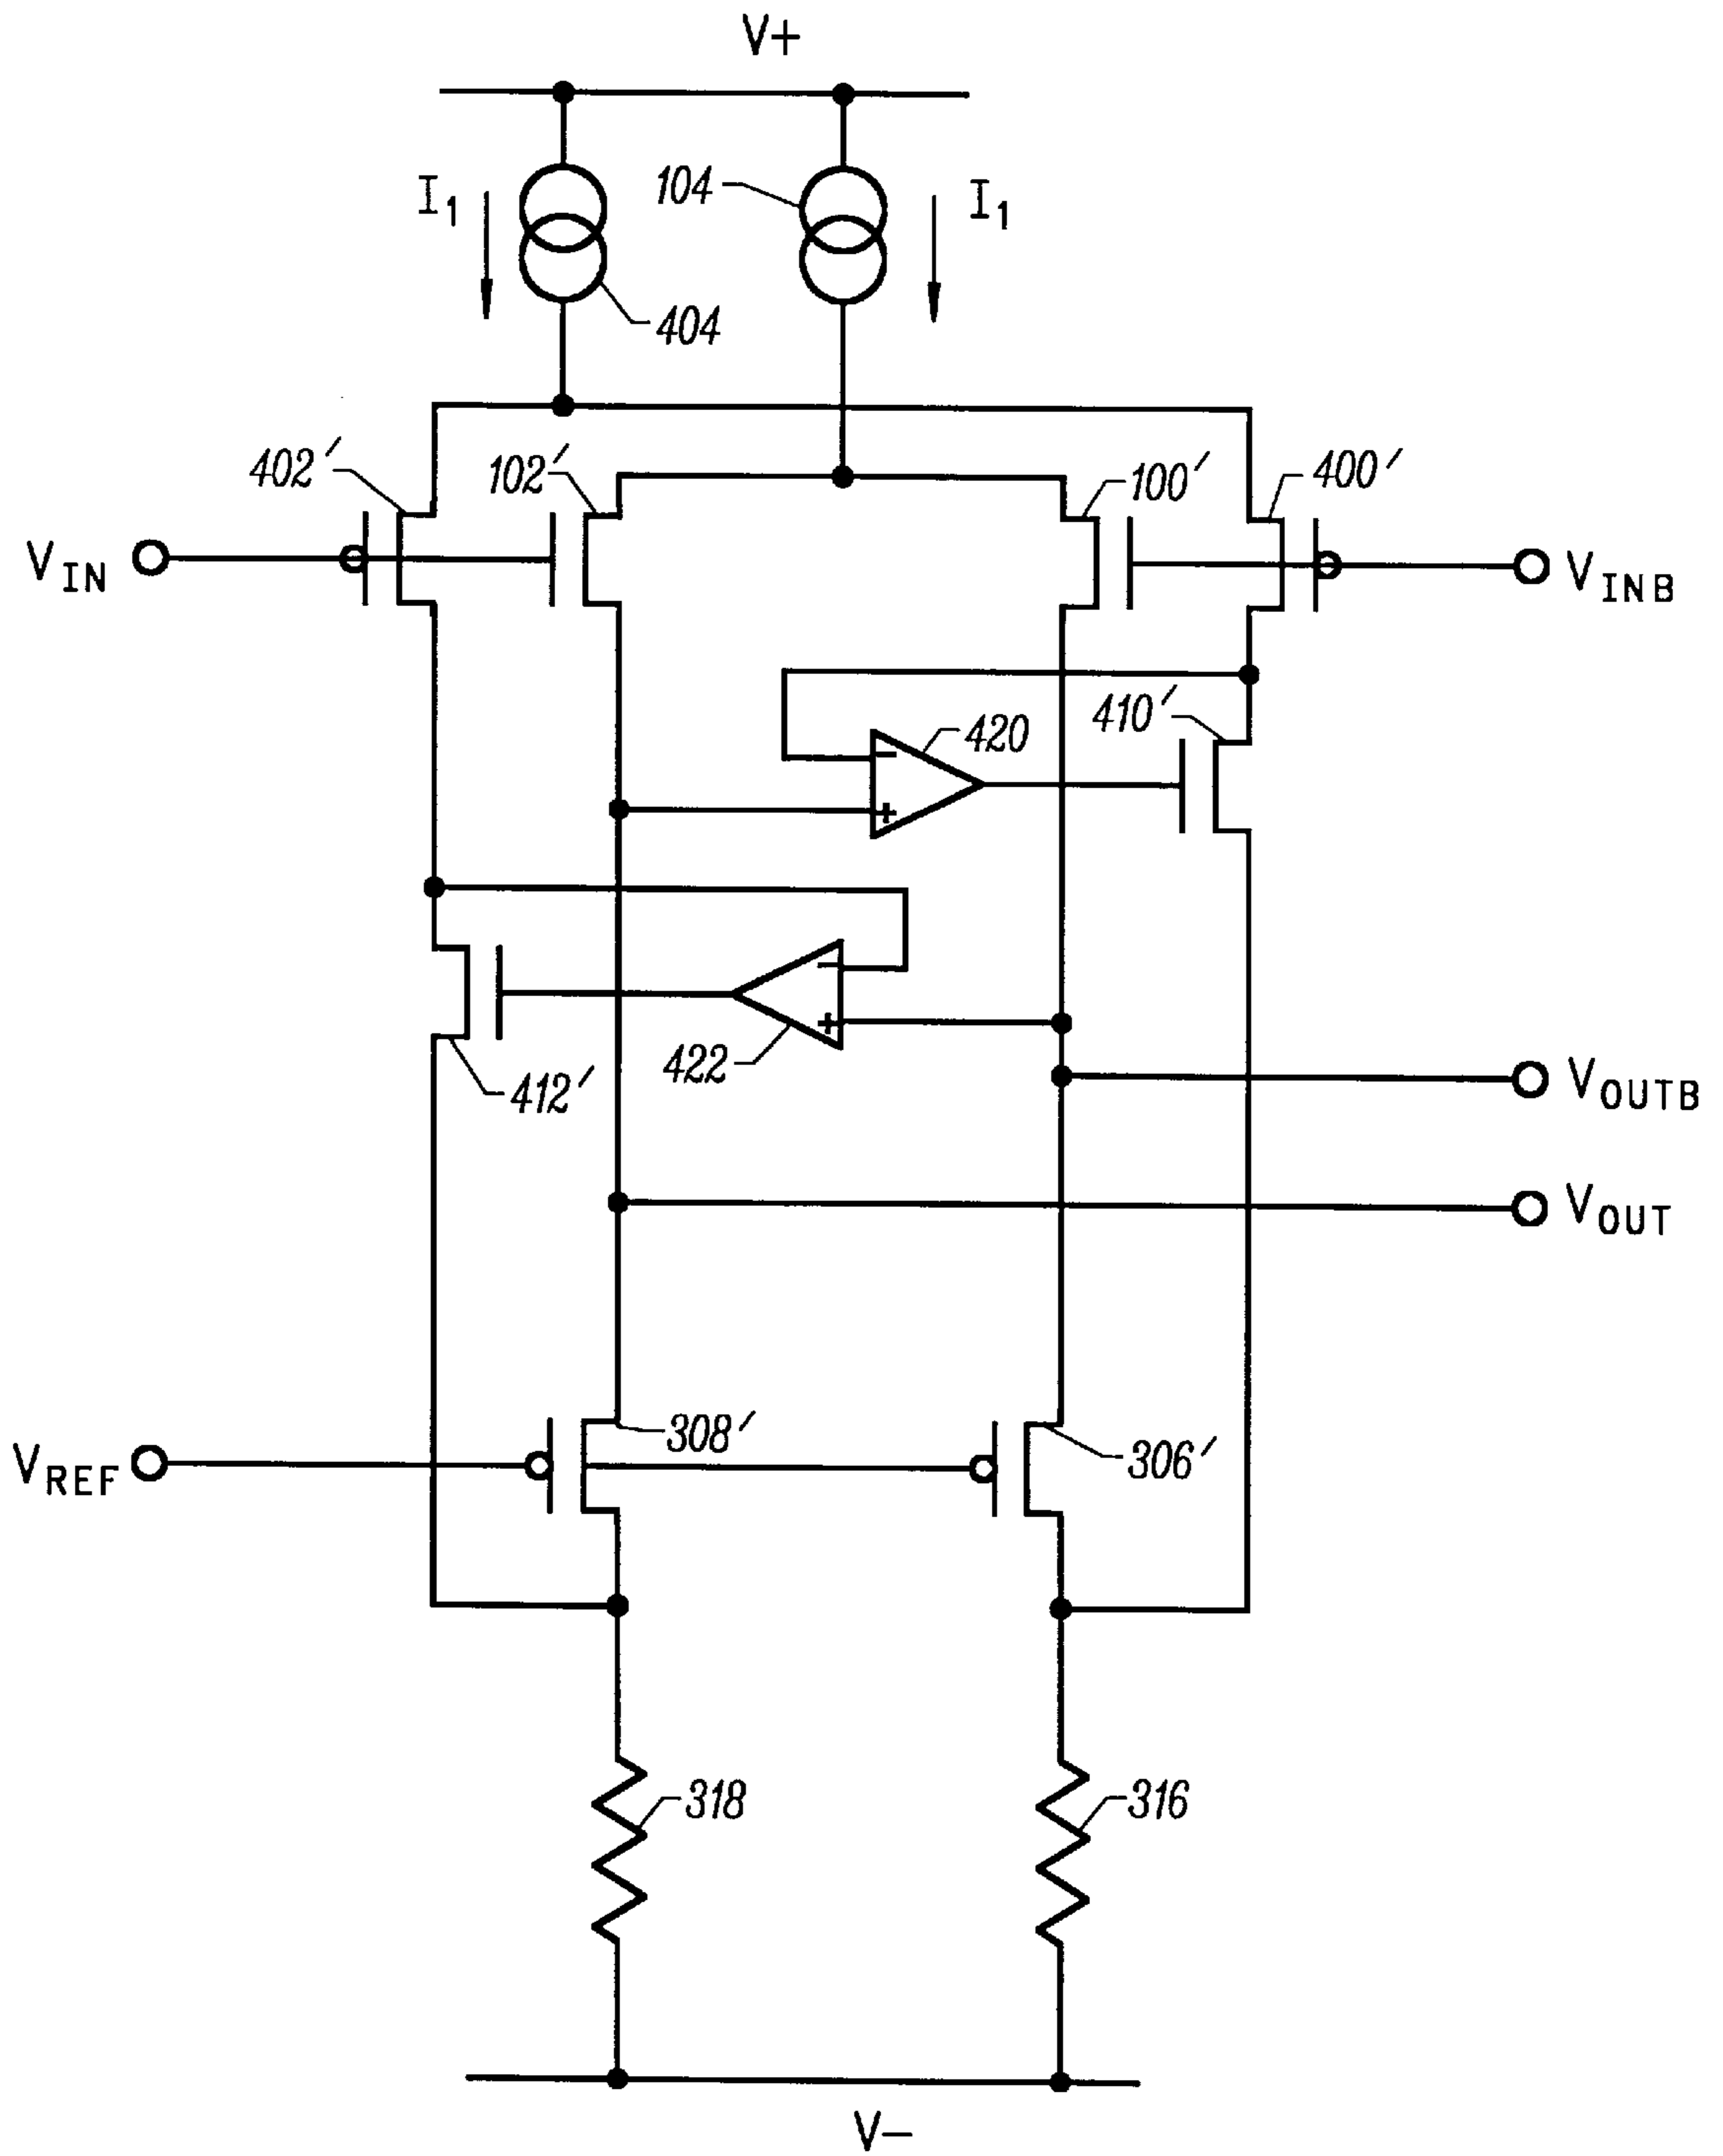 V+
I1
104
I1
404
402′
102′
100′
400′
VIN
VINB
420
410′
422
412′
VOUTB
VOUT
VREF
308′
306′
318
316
V−